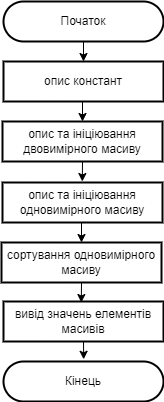 Початок
опис констант
опис та ініціювання
двовимірного масиву
опис та ініціювання
одновимірного масиву
сортування одновимірного
масиву
вивід значень елементів
масивів
Кінець